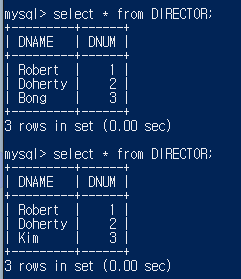 mysql> select * from DIRECTOR;
+---------+------+
| DNAME   | DNUM |
+---------+------+
| Robert  |    1 |
| Doherty |    2 |
| Bong    |    3 |
+---------+------+
3 rows in set (0.00 sec)
mysql> select * from DIRECTOR;
+---------+------+
| DNAME   | DNUM |
+---------+------+
| Robert  |    1 |
| Doherty |    2 |
| Kim     |    3 |
+---------+------+
3 rows in set (0.00 sec)